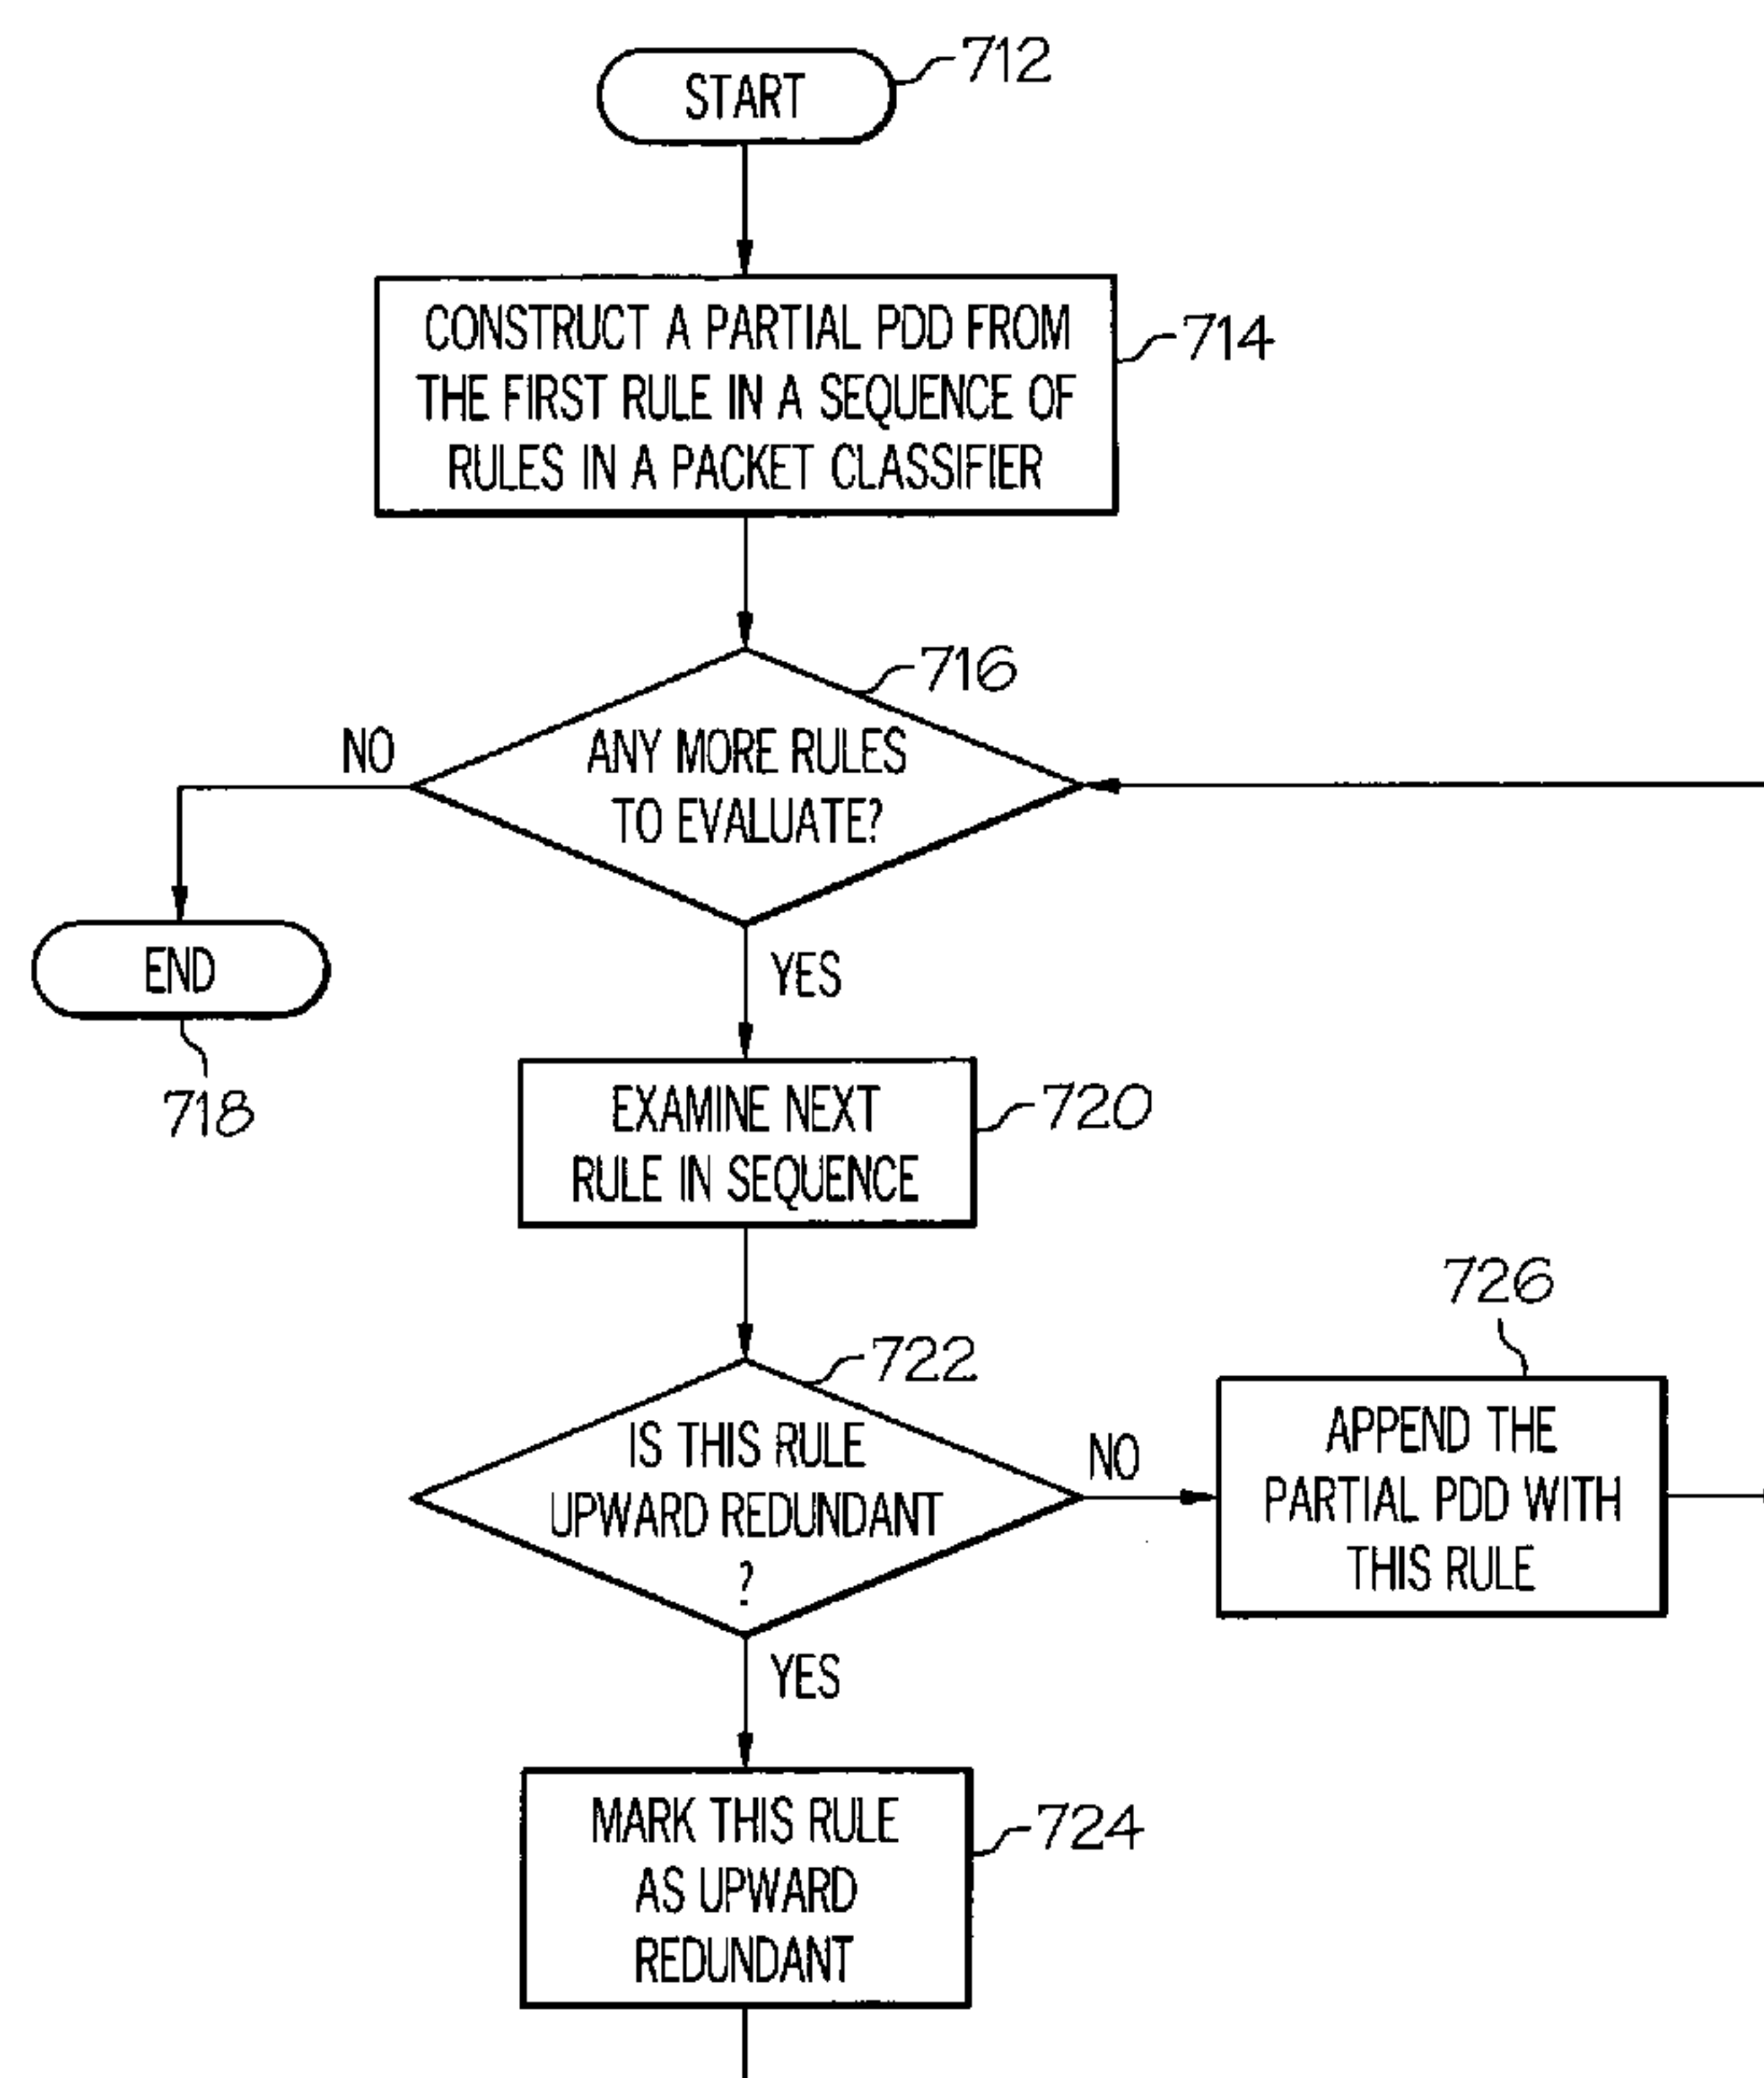 START
712
CONSTRUCT A PARTIAL PDD FROM
THE FIRST RULE IN A SEQUENCE OF
RULES IN A PACKET CLASSIFIER
714
716
ANY MORE RULES
TO EVALUATE?
NO
END
718
YES
EXAMINE NEXT
RULE IN SEQUENCE
720
722
IS THIS RULE
UPWARD REDUNDANT
?
NO
726
APPEND THE
PARTIAL PDD WITH
THIS RULE
YES
MARK THIS RULE
AS UPWARD
REDUNDANT
724